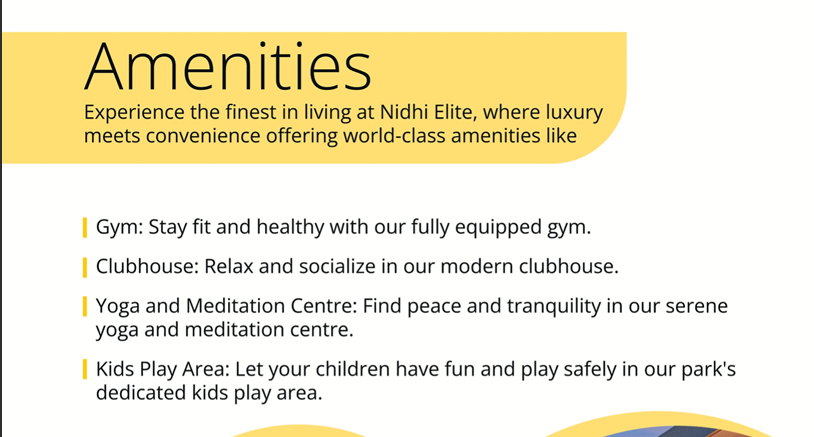 Amenities
Experience the finest in living at Nidhi Elite, where luxury
meets convenience offering world-class amenities like
Gym: Stay fit and healthy with our fully equipped gym.
Clubhouse: Relax and socialize in our modern clubhouse.
Yoga and Meditation Centre: Find peace and tranquility in our serene
yoga and meditation centre.
Kids Play Area: Let your children have fun and play safely in our park's
dedicated kids play area.